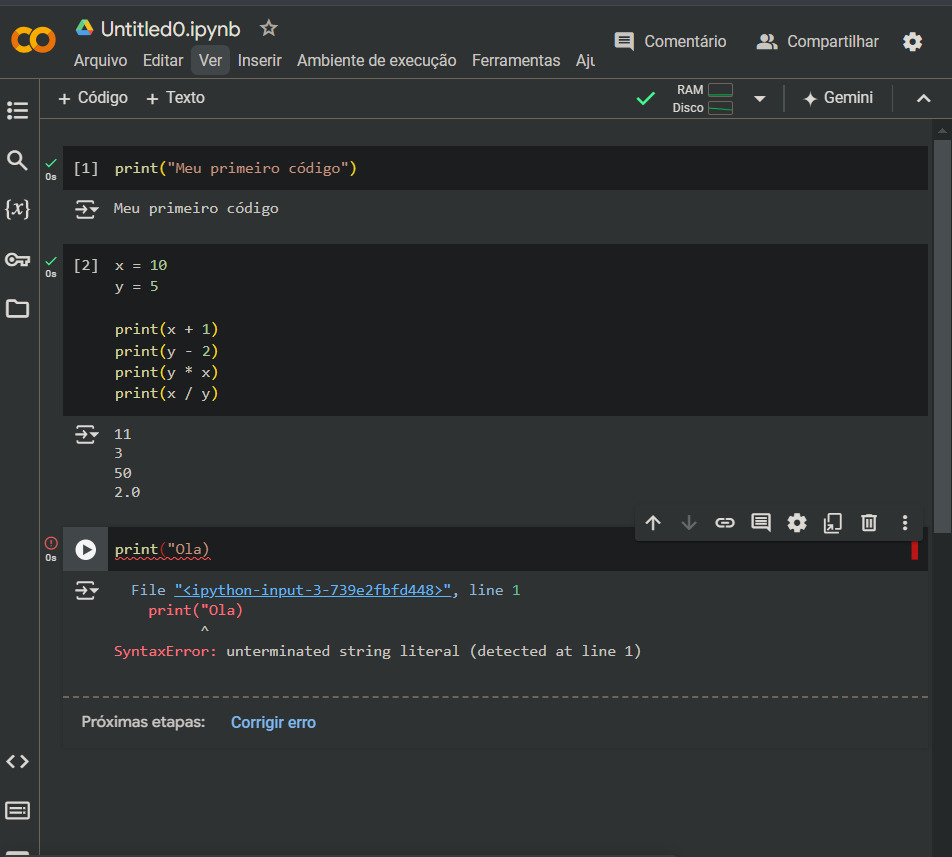 Untitled0.ipynb
Comentário
Compartilhar
Arquivo Editar Ver Inserir Ambiente de execução Ferramentas Aju
+ Código + Texto
RAM
Disco
Gemini
0s
[1] print("Meu primeiro código")
Meu primeiro código
0s
[2] x = 10
y = 5
print(x + 1)
print(y - 2)
print(y * x)
print(x / y)
11
3
50
2.0
0s
print("Ola)
File "<ipython-input-3-739e2fbfd448>", line 1
print("Ola)
^
SyntaxError: unterminated string literal (detected at line 1)
Próximas etapas: Corrigir erro